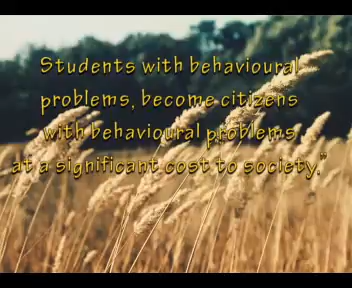 Students with behavioural
problems, become citizens
with behavioural problems
at a significant cost to society."